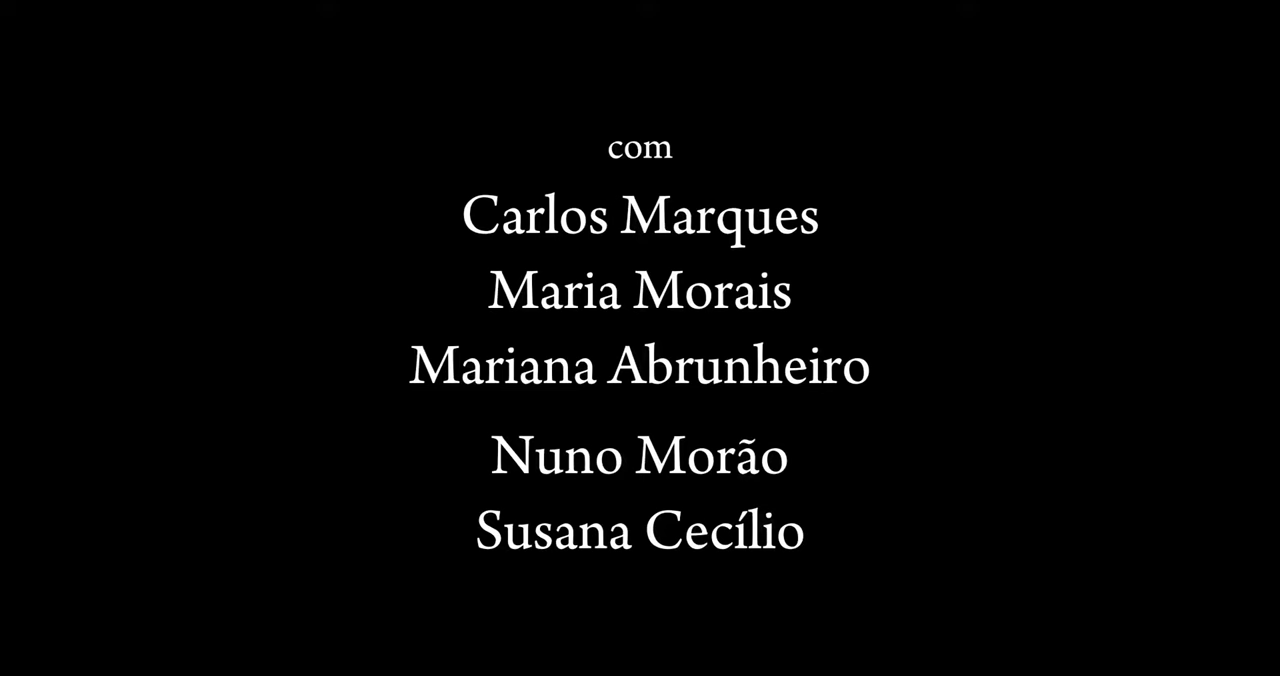 com
Carlos Marques
Maria Morais
Mariana Abrunheiro
Nuno Morão
Susana Cecílio